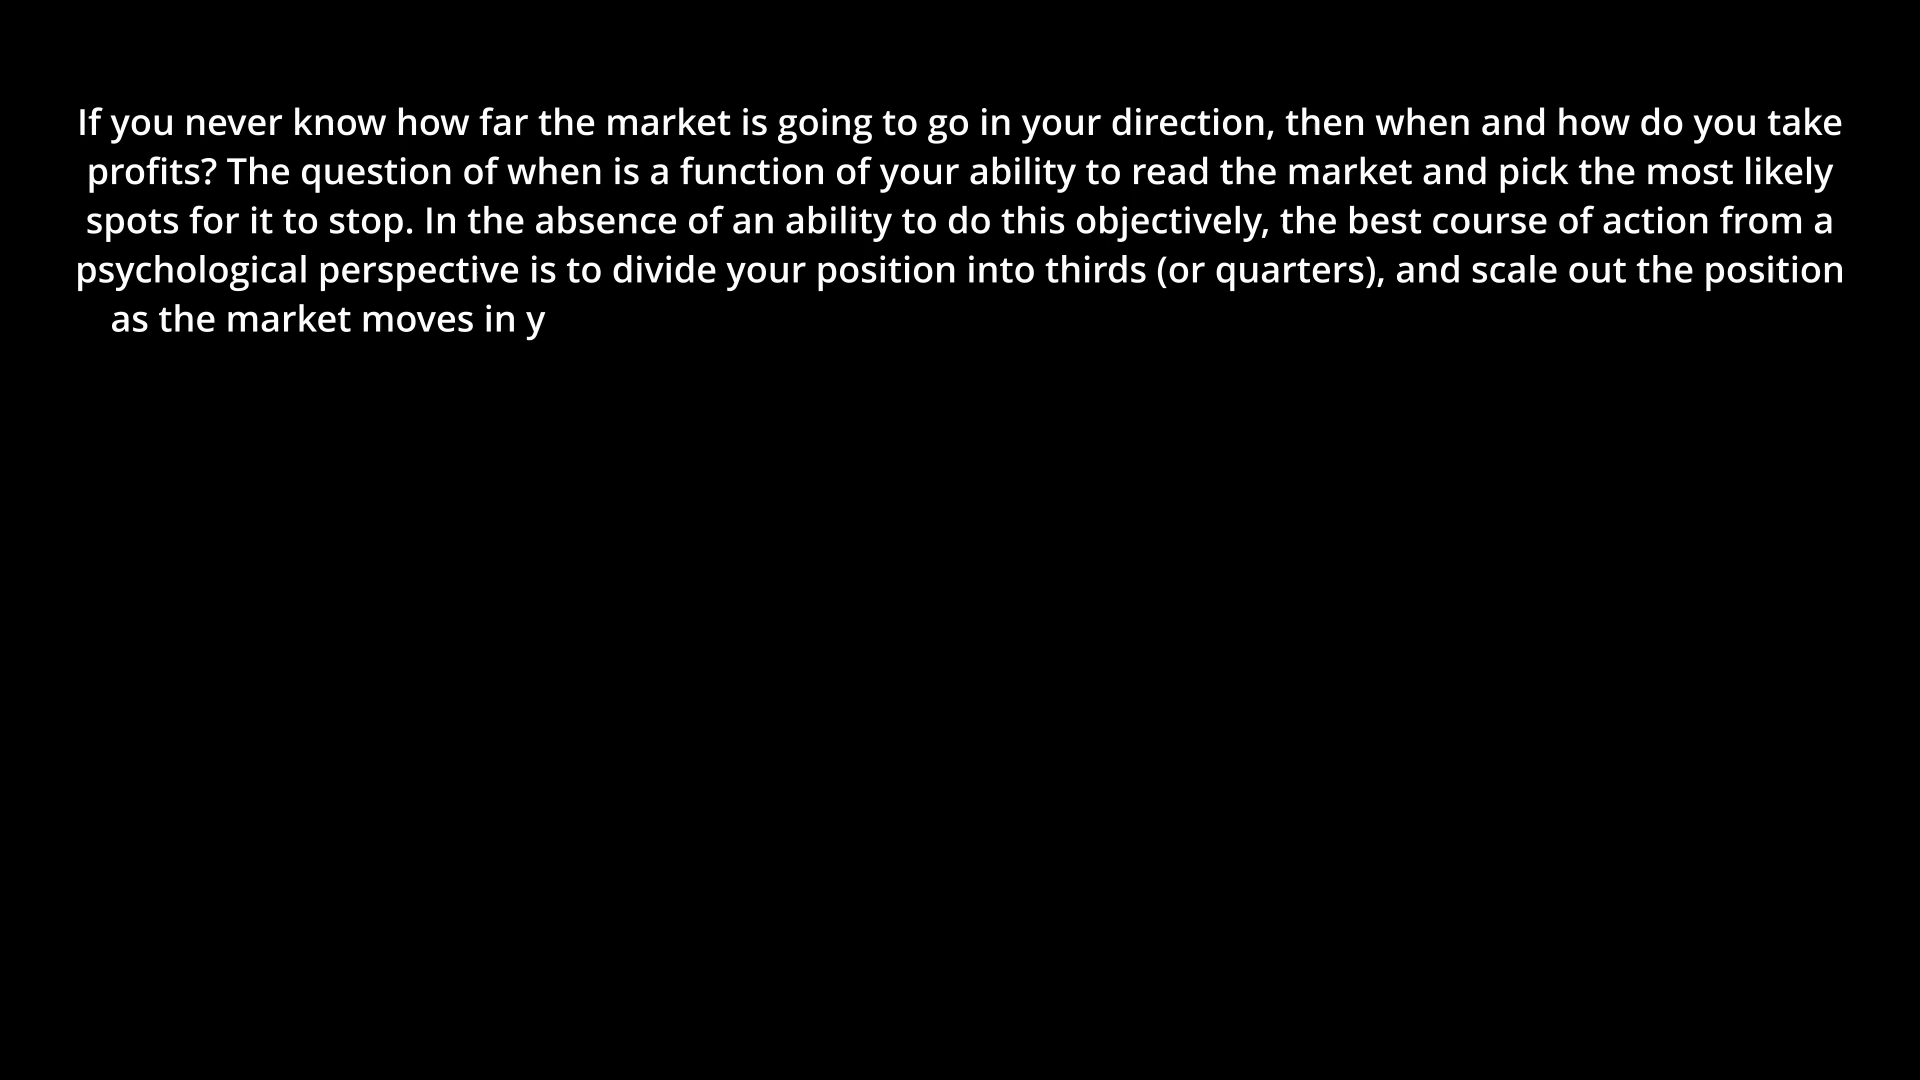 If you never know how far the market is going to go in your direction, then when and how do you take
profits? The question of when is a function of your ability to read the market and pick the most likely
spots for it to stop. In the absence of an ability to do this objectively, the best course of action from a
psychological perspective is to divide your position into thirds (or quarters), and scale out the position
as the market moves in y